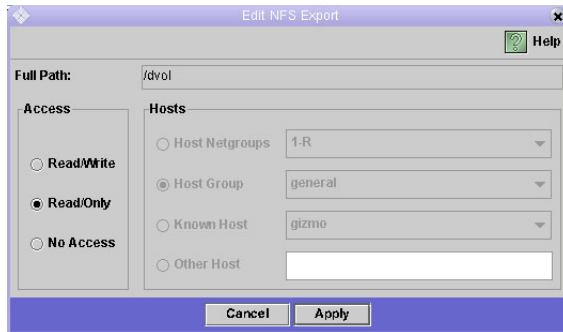 Edit NFS Export
Help
Full Path: /dvol
Access
Read/Write
Read/Only
No Access
Hosts
Host Netgroups 1-R
Host Group general
Known Host gizmo
Other Host
Cancel Apply